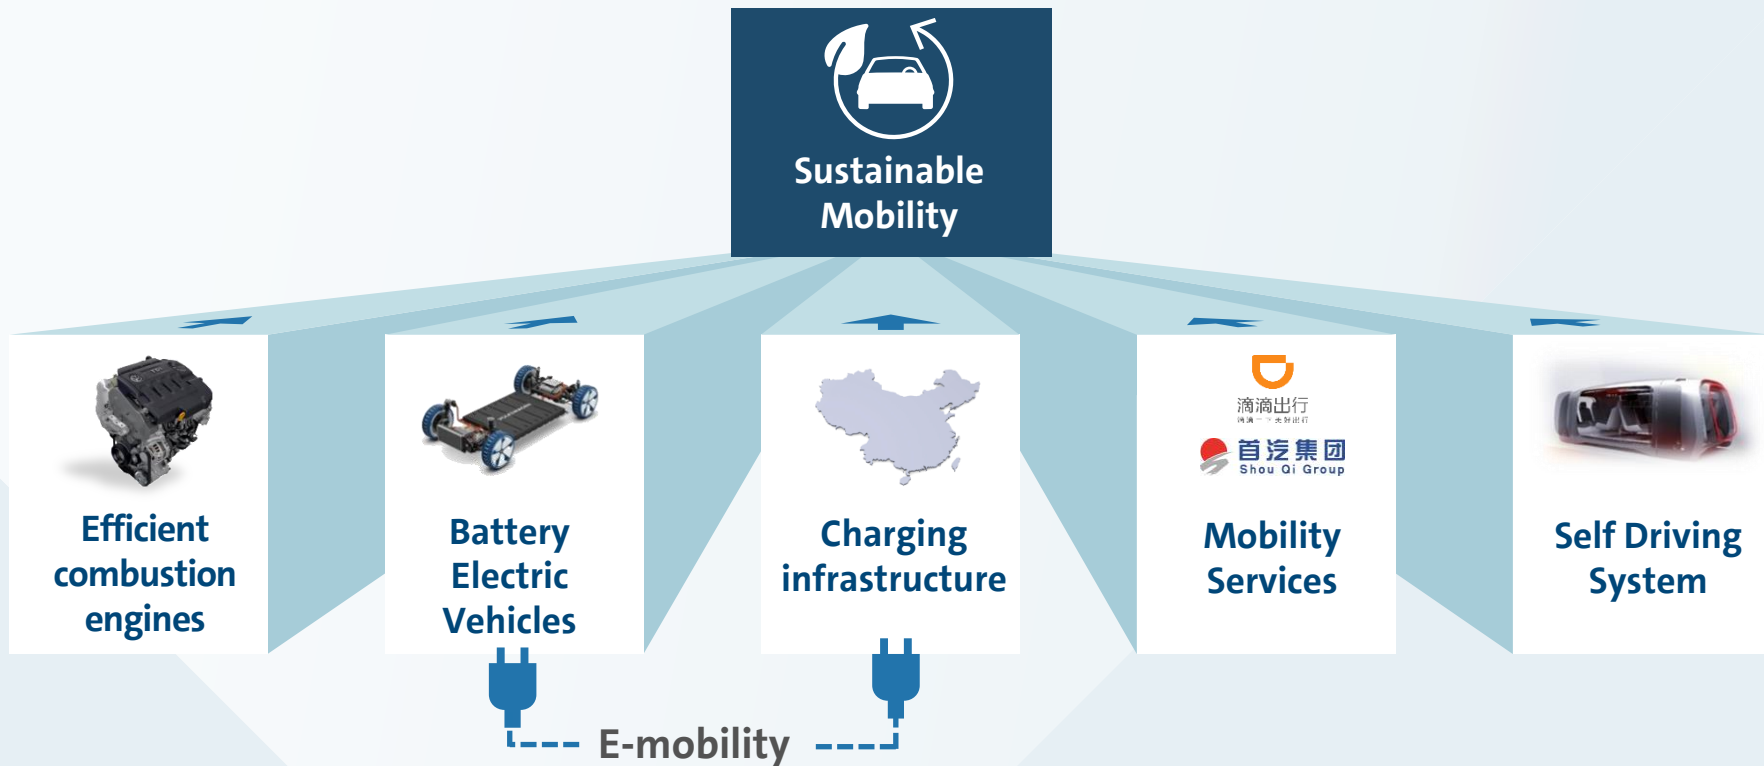 Sustainable
Mobility
滴滴出行
首汽集团
Shou Qi Group
Efficient
combustion
engines
Battery
Electric
Vehicles
Charging
infrastructure
Mobility
Services
Self Driving
System
E-mobility